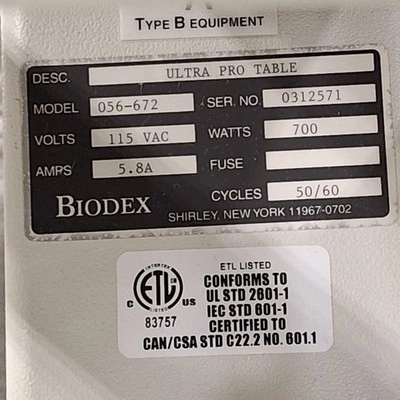 TYPE B EQUIPMENT
DESC. ULTRA PRO TABLE
MODEL 056-672 SER. NO. 0312571
VOLTS 115 VAC WATTS 700
AMPS 5.8A FUSE
CYCLES 50/60
BIODEX SHIRLEY, NEW YORK 11967-0702
ETL LISTED
CONFORMS TO
UL STD 2601-1
IEC STD 601-1
CERTIFIED TO
CAN/CSA STD C22.2 NO. 601.1
INTERTEK
C ETL US
LISTED
83757